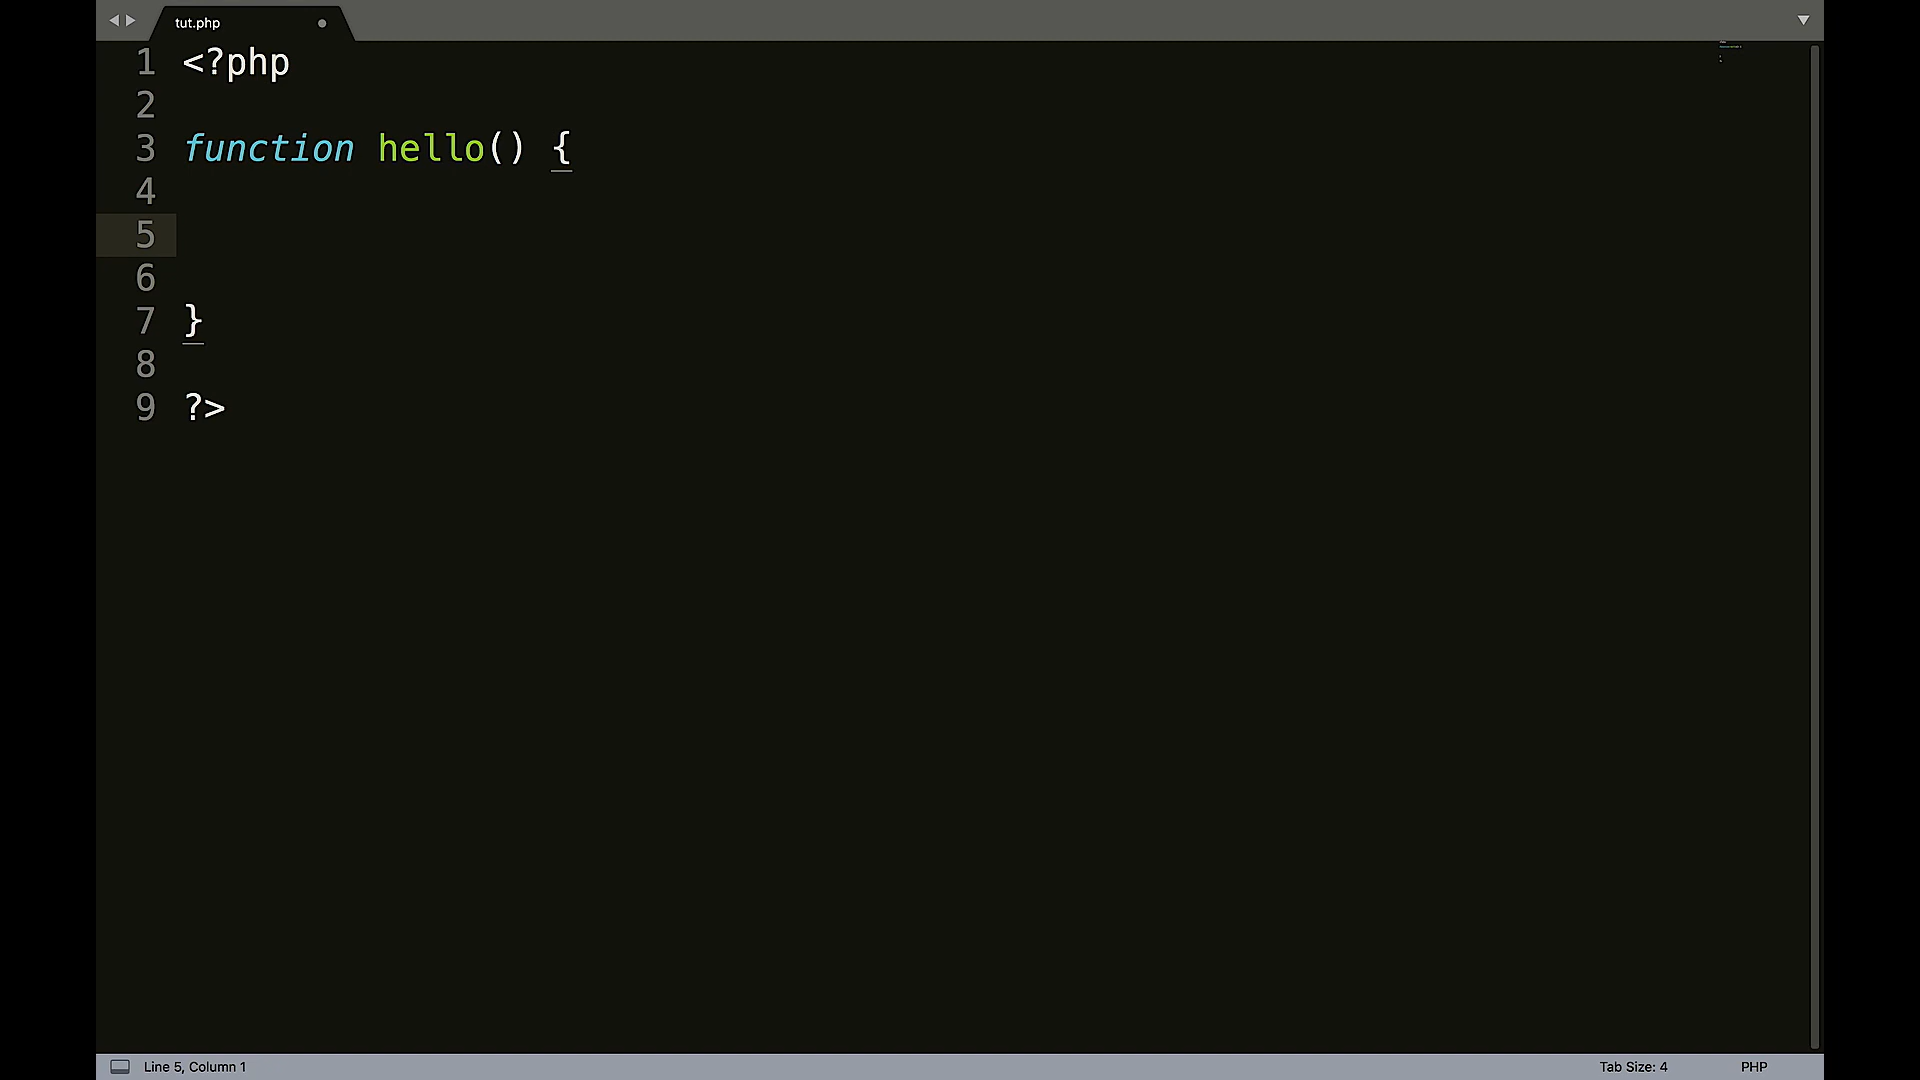 tut.php
1 <?php
2
3 function hello() {
4
5
6
7 }
8
9 ?>
Line 5, Column 1
Tab Size: 4
PHP